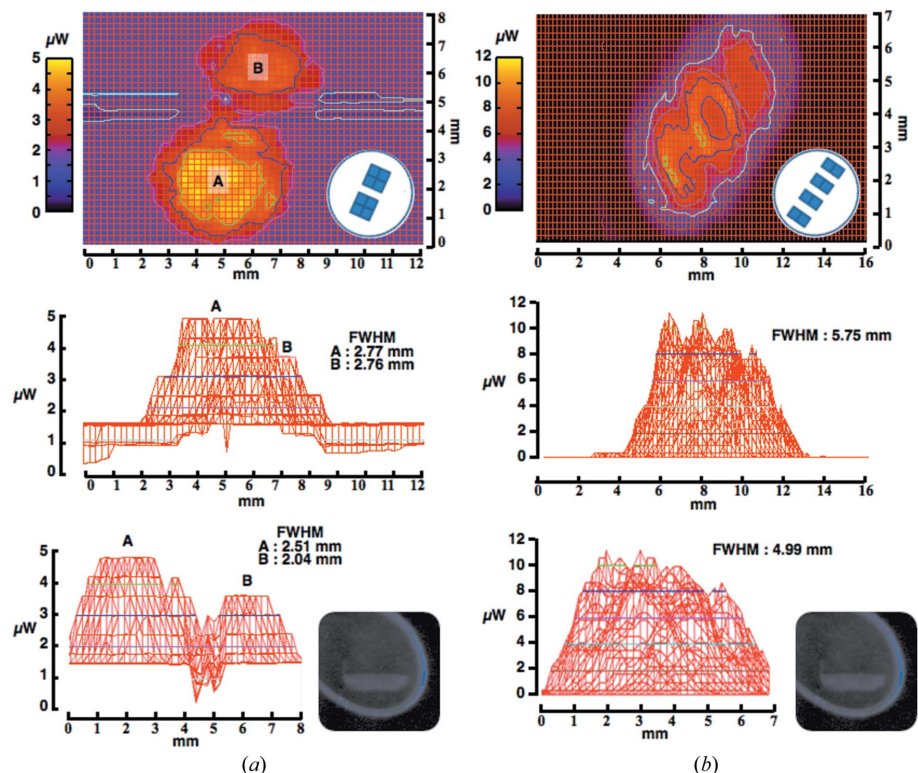 µW
5
4
3
2
1
0
B
A
8
7
6
5
4
3
2
1
0
mm
0 1 2 3 4 5 6 7 8 9 10 11 12
mm
µW
12
10
8
6
4
2
0
7
6
5
4
3
2
1
0
mm
0 2 4 6 8 10 12 14 16
mm
A
B
FWHM
A : 2.77 mm
B : 2.76 mm
5
4
3
2
1
0
µW
0 1 2 3 4 5 6 7 8 9 10 11 12
mm
FWHM : 5.75 mm
12
10
8
6
4
2
0
µW
0 2 4 6 8 10 12 14 16
mm
A
B
FWHM
A : 2.51 mm
B : 2.04 mm
5
4
3
2
1
0
µW
0 1 2 3 4 5 6 7 8
mm
FWHM : 4.99 mm
12
10
8
6
4
2
0
µW
0 1 2 3 4 5 6 7
mm
(a)
(b)